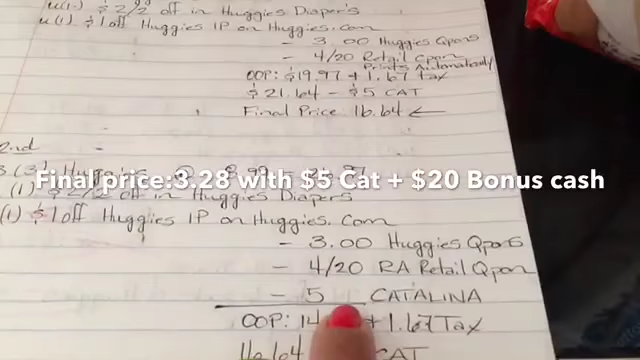 u(1) $2/2 off in Huggies Diapers
u(1) $1 off Huggies IP on Huggies.com
- 3.00 Huggies Qpons
- 4/20 Retail Cpon
Prints Automatically
OOP: $19.97 + 1.67 tax
$21.64 - $5 CAT
Final Price: 16.64 ←
2nd
Huggies
Final price:3.28 with $5 Cat + $20 Bonus cash
(1) $2/2 off in Huggies Diapers
(1) $1 off Huggies IP on Huggies.com
- 3.00 Huggies Qpons
- 4/20 RA Retail Qpon
- 5 CATALINA
OOP: 14 + 1.67 Tax
16.64 CAT